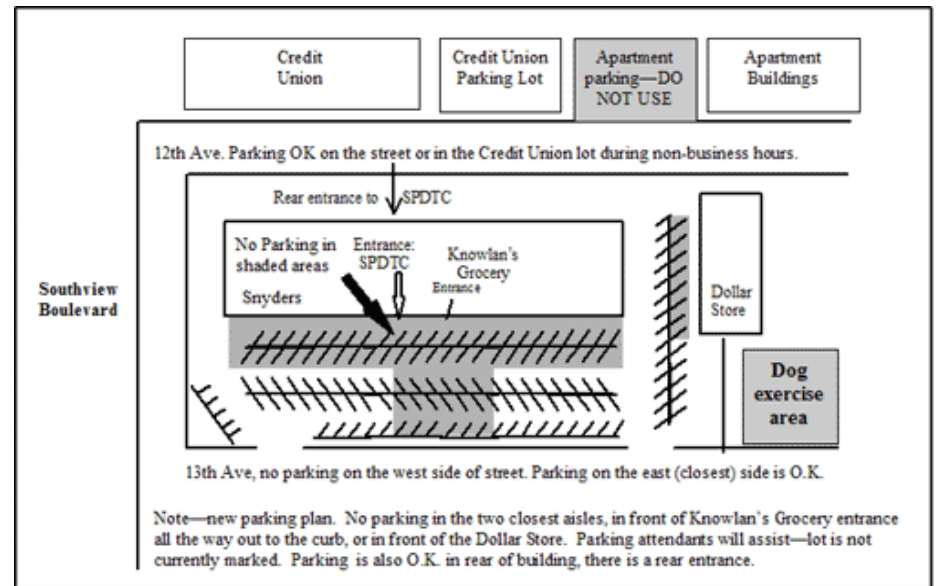 Credit
Union
Credit Union
Parking Lot
Apartment
parking—DO
NOT USE
Apartment
Buildings
12th Ave. Parking OK on the street or in the Credit Union lot during non-business hours.
Rear entrance to SPDTC
No Parking in
shaded areas
Entrance:
SPDTC
Knowlan's
Grocery
Entrance
Snyders
Southview
Boulevard
Dollar
Store
Dog
exercise
area
13th Ave, no parking on the west side of street. Parking on the east (closest) side is O.K.
Note—new parking plan. No parking in the two closest aisles, in front of Knowlan's Grocery entrance
all the way out to the curb, or in front of the Dollar Store. Parking attendants will assist—lot is not
currently marked. Parking is also O.K. in rear of building, there is a rear entrance.